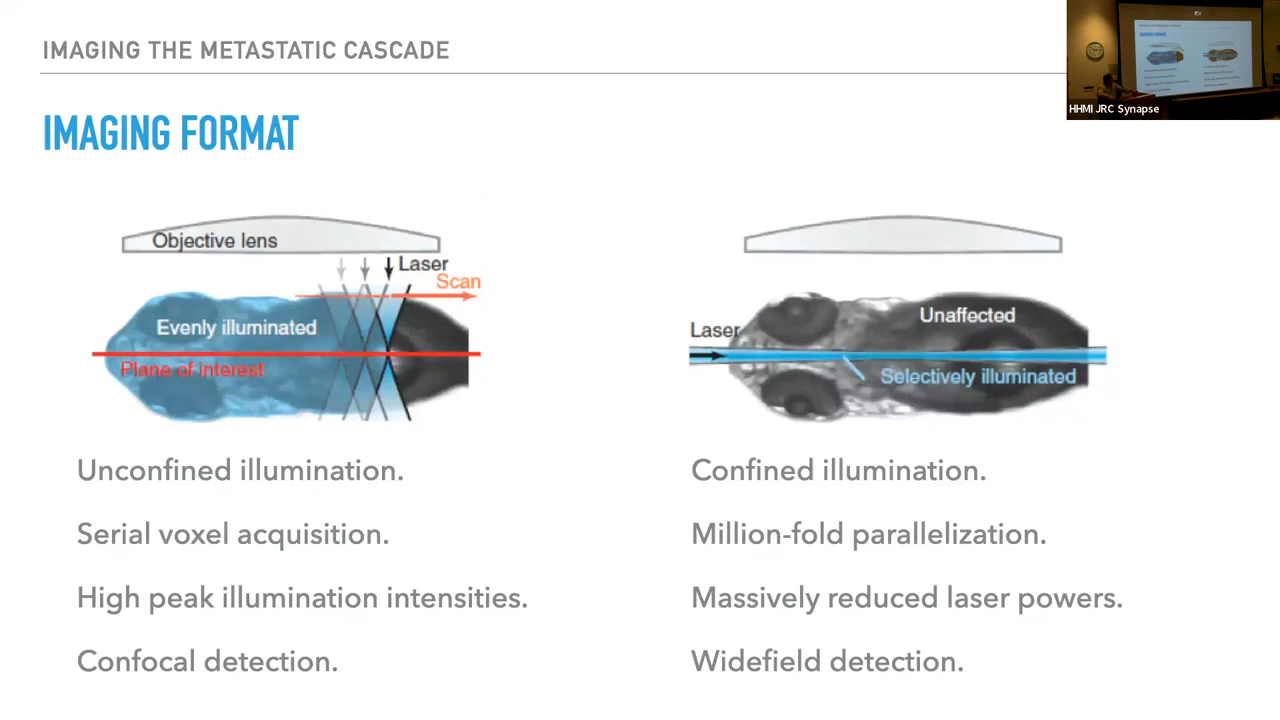 IMAGING THE METASTATIC CASCADE
HHMI JRC Synapse
IMAGING FORMAT
Objective lens
Laser
Scan
Evenly illuminated
Plane of interest
Unconfined illumination.
Serial voxel acquisition.
High peak illumination intensities.
Confocal detection.
Laser
Unaffected
Selectively illuminated
Confined illumination.
Million-fold parallelization.
Massively reduced laser powers.
Widefield detection.